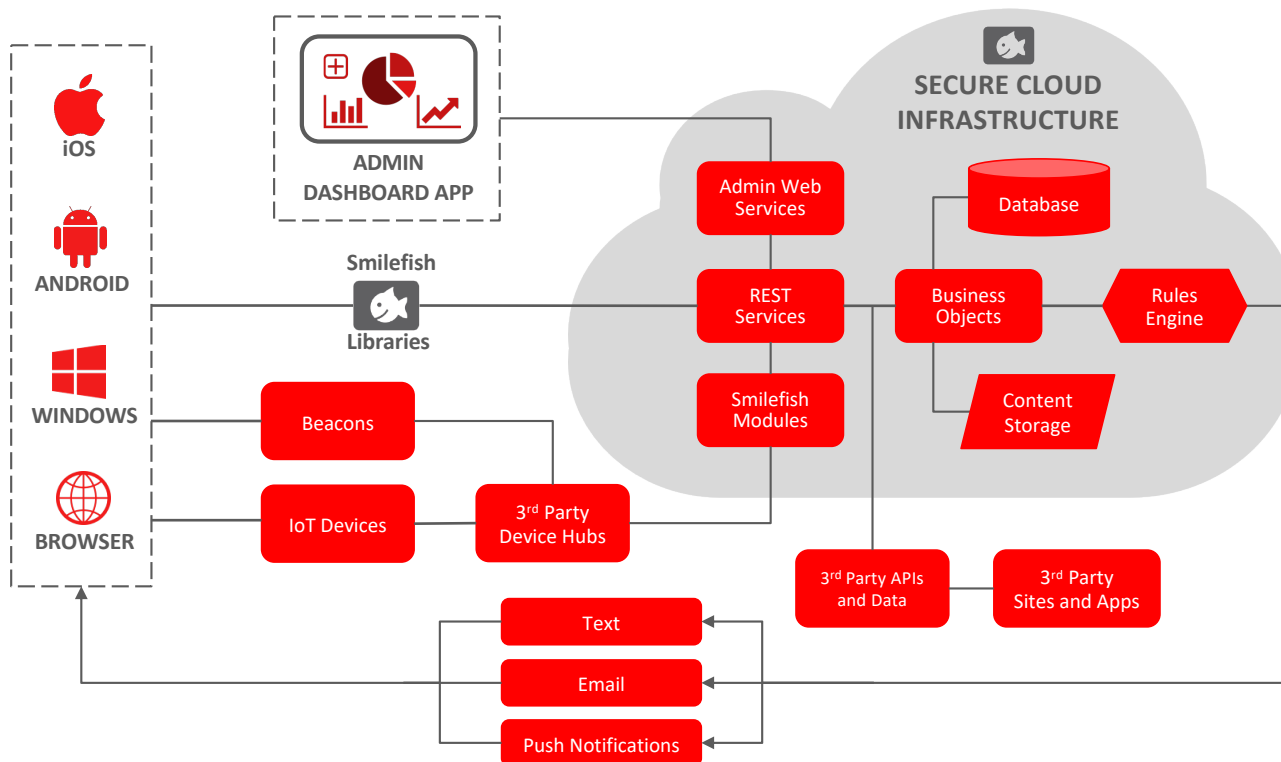 iOS
ANDROID
WINDOWS
BROWSER
ADMIN
DASHBOARD APP
Smilefish
Libraries
Beacons
IoT Devices
3rd Party
Device Hubs
SECURE CLOUD
INFRASTRUCTURE
Admin Web
Services
REST
Services
Smilefish
Modules
Database
Business
Objects
Rules
Engine
Content
Storage
3rd Party APIs
and Data
3rd Party
Sites and Apps
Text
Email
Push Notifications